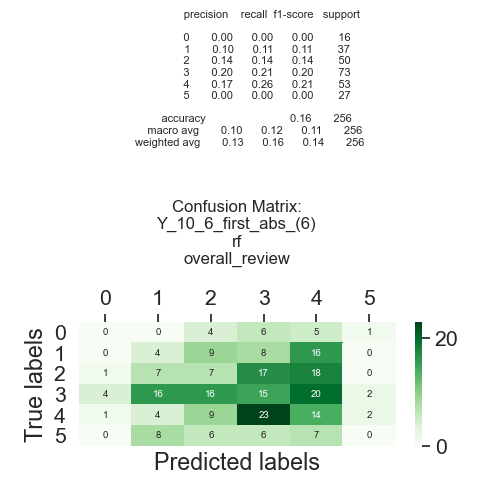 precision recall f1-score support
0 0.00 0.00 0.00 16
1 0.10 0.11 0.11 37
2 0.14 0.14 0.14 50
3 0.20 0.21 0.20 73
4 0.17 0.26 0.21 53
5 0.00 0.00 0.00 27
accuracy 0.16 256
macro avg 0.10 0.12 0.11 256
weighted avg 0.13 0.16 0.14 256
Confusion Matrix:
Y_10_6_first_abs_(6)
rf
overall_review
0 1 2 3 4 5
0 0 0 4 6 5 1
1 0 4 9 8 16 0
2 1 7 7 17 18 0
3 4 16 16 15 20 2
4 1 4 9 23 14 2
5 0 8 6 6 7 0
True labels
Predicted labels
20
0